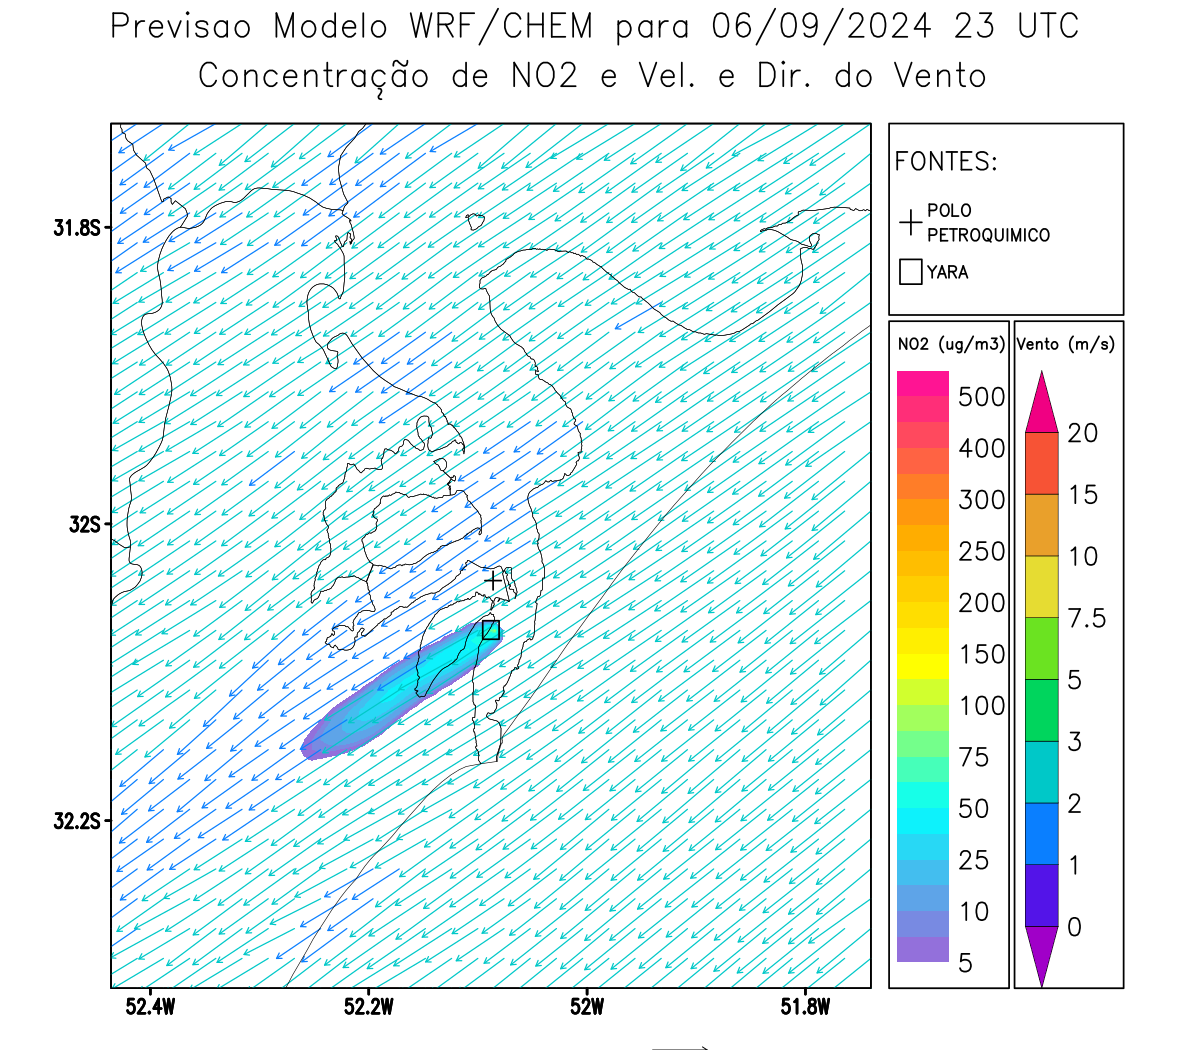 Previsao Modelo WRF/CHEM para 06/09/2024 23 UTC
Concentração de NO2 e Vel. e Dir. do Vento
FONTES:
POLO
PETROQUIMICO
YARA
31.8S
32S
32.2S
52.4W
52.2W
52W
51.8W
NO2 (ug/m3)
500
400
300
250
200
150
100
75
50
25
10
5
Vento (m/s)
20
15
10
7.5
5
3
2
1
0